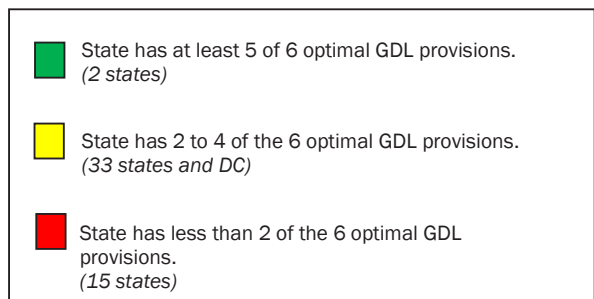 State has at least 5 of 6 optimal GDL provisions.
(2 states)
State has 2 to 4 of the 6 optimal GDL provisions.
(33 states and DC)
State has less than 2 of the 6 optimal GDL
provisions.
(15 states)